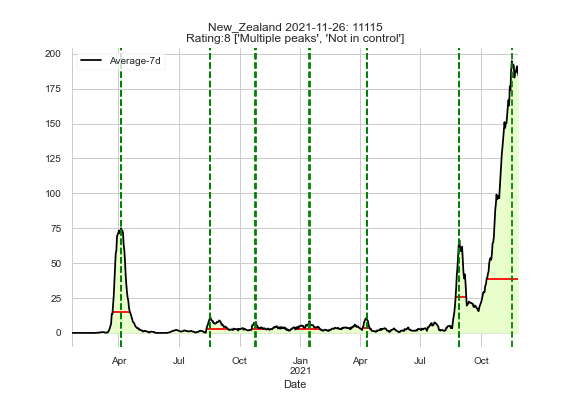 New_Zealand 2021-11-26: 11115
Rating:8 ['Multiple peaks', 'Not in control']
Average-7d
200
175
150
125
100
75
50
25
0
Apr
Jul
Oct
Jan
2021
Apr
Jul
Oct
Date